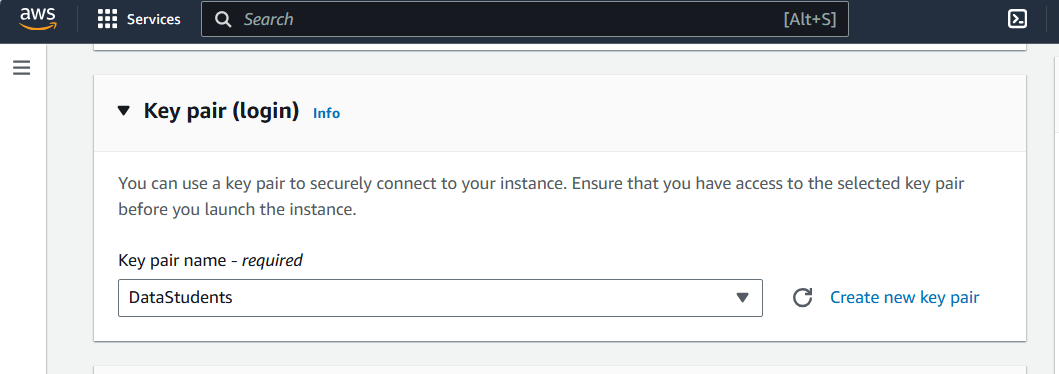 aws
Services
Search
[Alt+S]
Key pair (login)
Info
You can use a key pair to securely connect to your instance. Ensure that you have access to the selected key pair
before you launch the instance.
Key pair name - required
DataStudents
Create new key pair